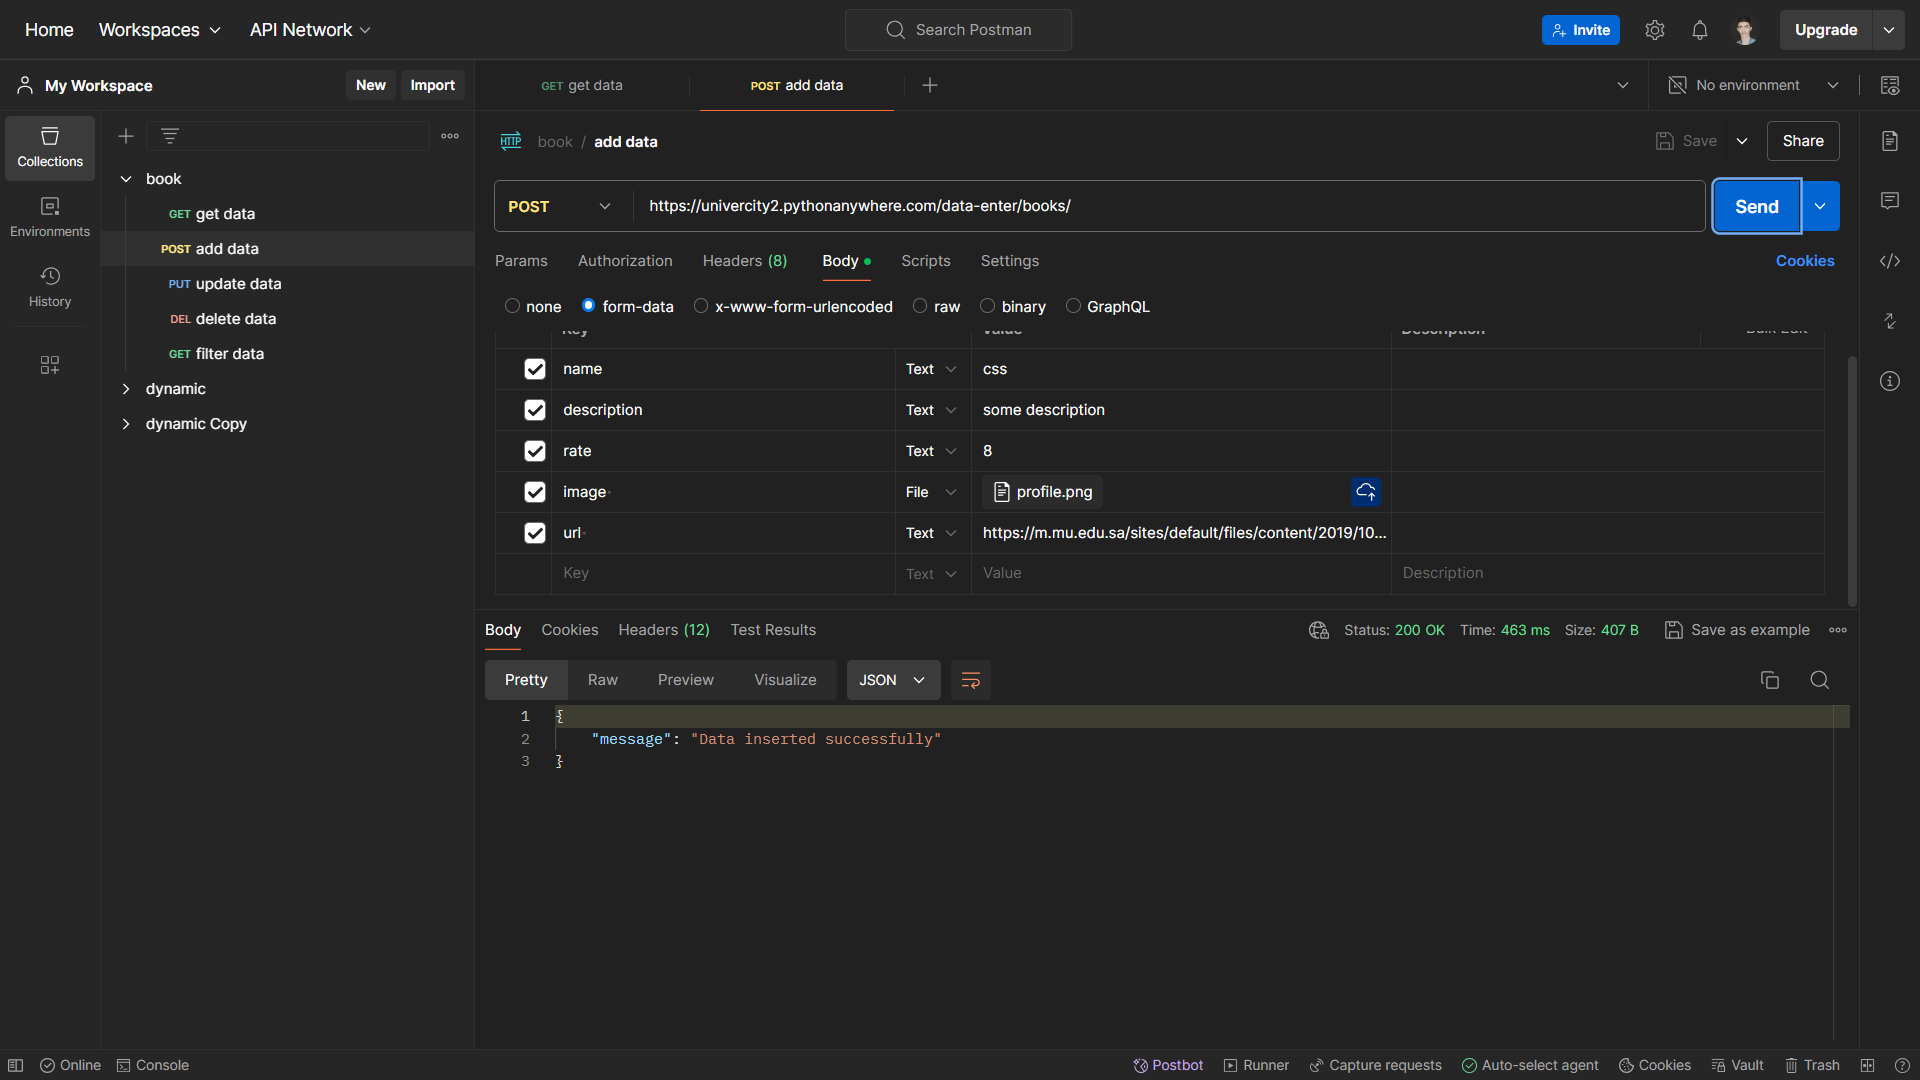 Home Workspaces API Network Search Postman Invite Upgrade
My Workspace New Import GET get data POST add data No environment
Collections
Environments
History
book
GET get data
POST add data
PUT update data
DEL delete data
GET filter data
dynamic
dynamic Copy
HTTP book / add data Save Share
POST https://univercity2.pythonanywhere.com/data-enter/books/ Send
Params Authorization Headers (8) Body Scripts Settings Cookies
none form-data x-www-form-urlencoded raw binary GraphQL
Key Value Description Bulk Edit
name Text css
description Text some description
rate Text 8
image File profile.png
url Text https://m.mu.edu.sa/sites/default/files/content/2019/10...
Key Text Value Description
Body Cookies Headers (12) Test Results Status: 200 OK Time: 463 ms Size: 407 B Save as example
Pretty Raw Preview Visualize JSON
1 {
2 "message": "Data inserted successfully"
3 }
Online Console Postbot Runner Capture requests Auto-select agent Cookies Vault Trash